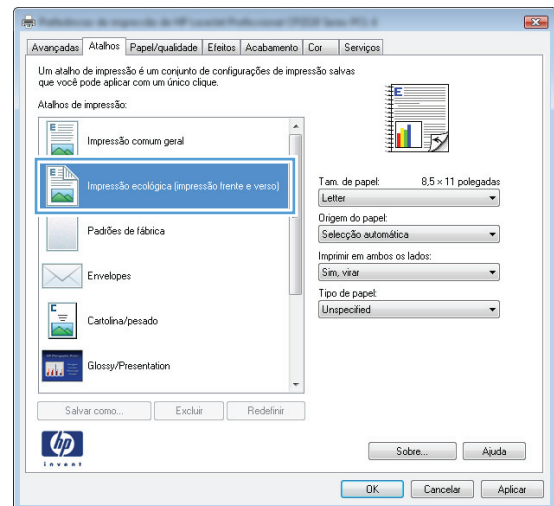 Avançadas Atalhos Papel/qualidade Efeitos Acabamento Cor Serviços
Um atalho de impressão é um conjunto de configurações de impressão salvas
que você pode aplicar com um único clique.
Atalhos de impressão:
Impressão comum geral
Impressão ecológica (impressão frente e verso)
Padrões de fábrica
Envelopes
Cartolina/pesado
Glossy/Presentation
Salvar como... Excluir Redefinir
E
Tam. de papel: 8,5 × 11 polegadas
Letter
Origem do papel:
Selecção automática
Imprimir em ambos os lados:
Sim, virar
Tipo de papel:
Unspecified
hp
invent
Sobre... Ajuda
OK Cancelar Aplicar